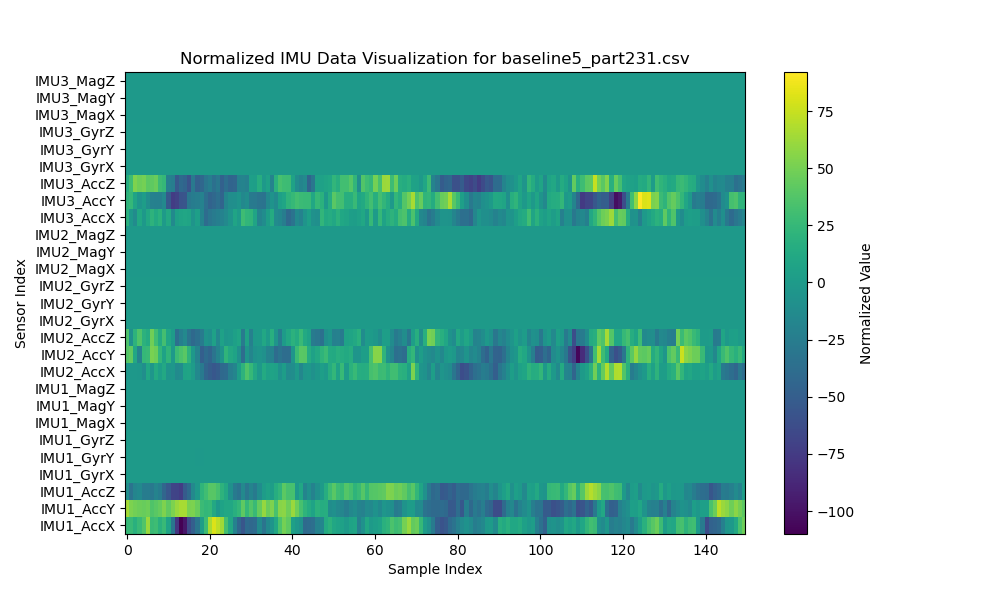 Normalized IMU Data Visualization for baseline5_part231.csv
IMU3_MagZ
IMU3_MagY
IMU3_MagX
IMU3_GyrZ
IMU3_GyrY
IMU3_GyrX
IMU3_AccZ
IMU3_AccY
IMU3_AccX
IMU2_MagZ
IMU2_MagY
IMU2_MagX
IMU2_GyrZ
IMU2_GyrY
IMU2_GyrX
IMU2_AccZ
IMU2_AccY
IMU2_AccX
IMU1_MagZ
IMU1_MagY
IMU1_MagX
IMU1_GyrZ
IMU1_GyrY
IMU1_GyrX
IMU1_AccZ
IMU1_AccY
IMU1_AccX
Sensor Index
0 20 40 60 80 100 120 140
Sample Index
75
50
25
0
−25
−50
−75
−100
Normalized Value